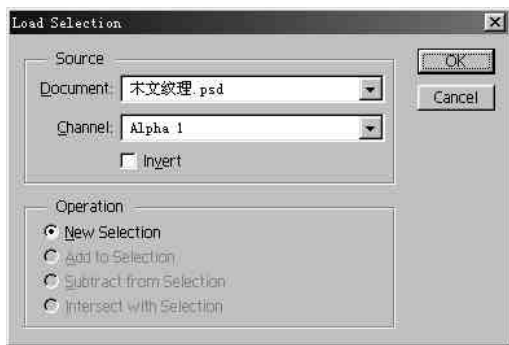 Load Selection
Source
OK
Document: 木文纹理.psd
Cancel
Channel: Alpha 1
Invert
Operation
New Selection
Add to Selection
Subtract from Selection
Intersect with Selection